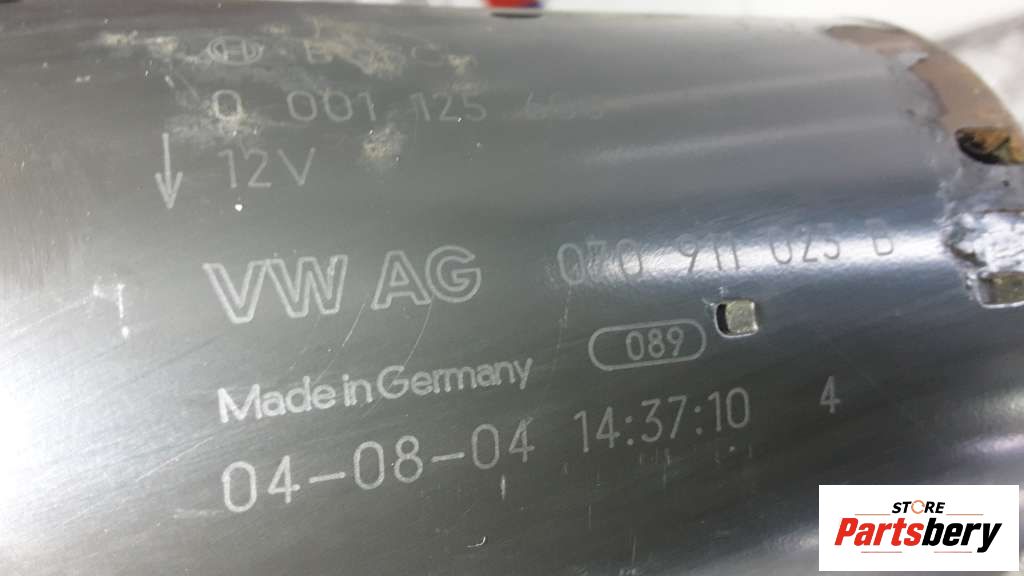 0 001 125
12V
VW AG 070 911 023 B
089
Made in Germany
04-08-04 14:37:10 4
STORE
Partsbery